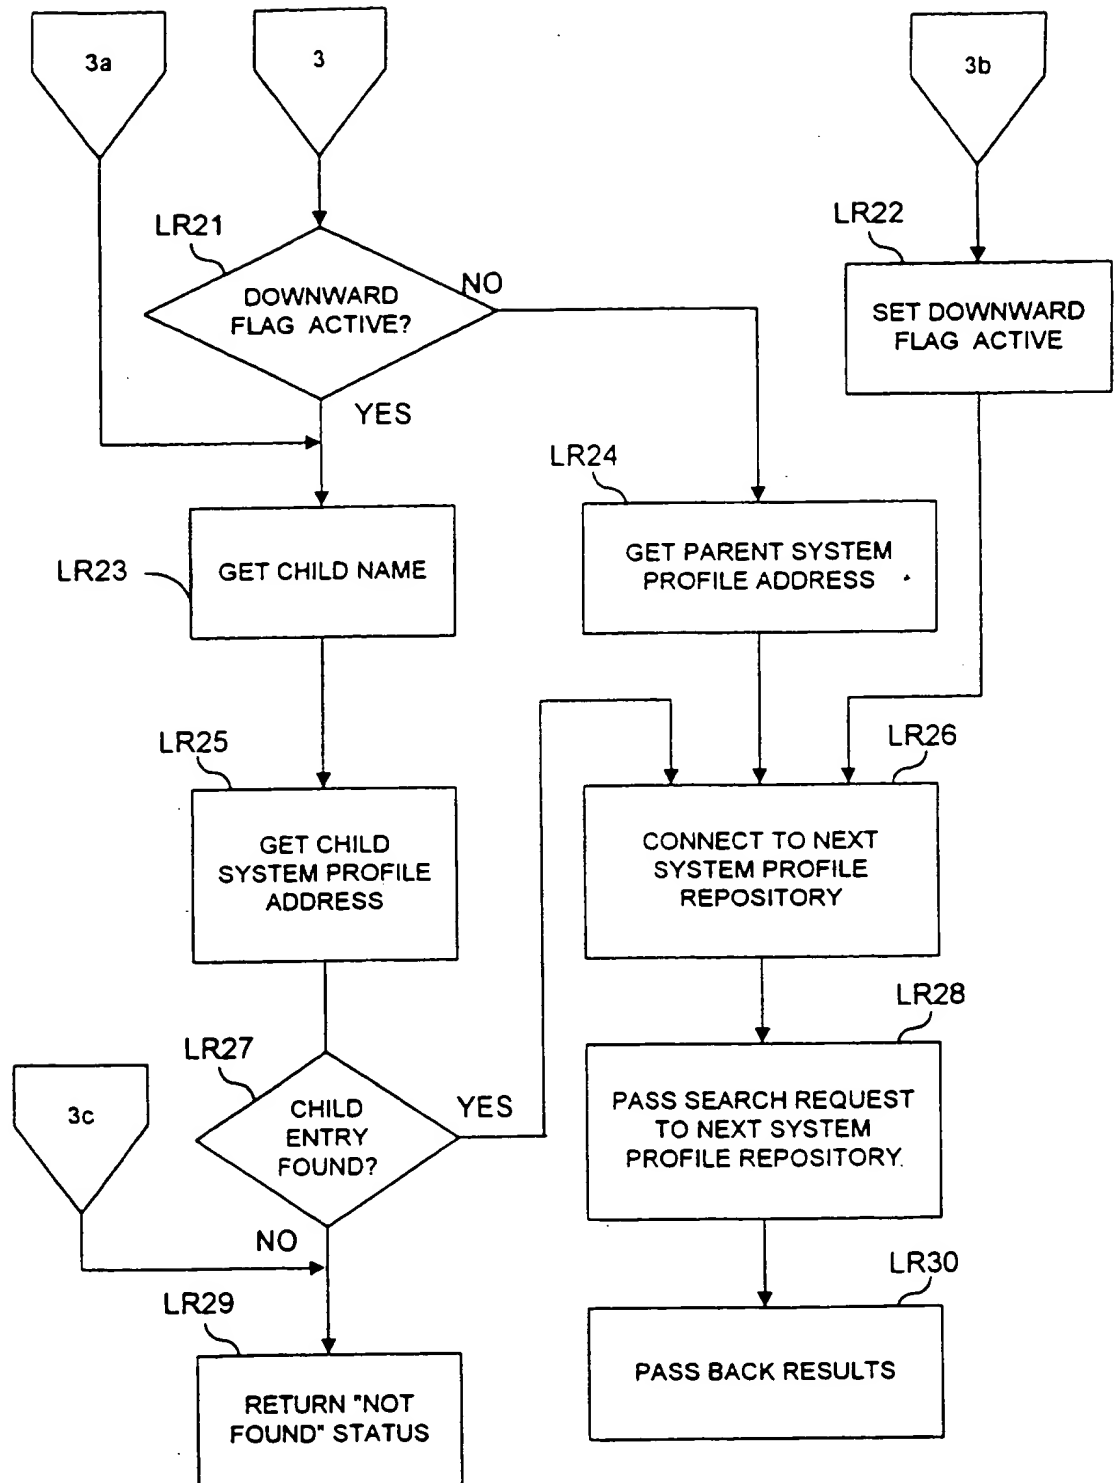 3a
3
3b
LR21
DOWNWARD
FLAG ACTIVE?
NO
YES
LR22
SET DOWNWARD
FLAG ACTIVE
LR23
GET CHILD NAME
LR24
GET PARENT SYSTEM
PROFILE ADDRESS
LR25
GET CHILD
SYSTEM PROFILE
ADDRESS
LR26
CONNECT TO NEXT
SYSTEM PROFILE
REPOSITORY
LR27
CHILD
ENTRY
FOUND?
YES
NO
3c
LR28
PASS SEARCH REQUEST
TO NEXT SYSTEM
PROFILE REPOSITORY.
LR29
RETURN "NOT
FOUND" STATUS
LR30
PASS BACK RESULTS